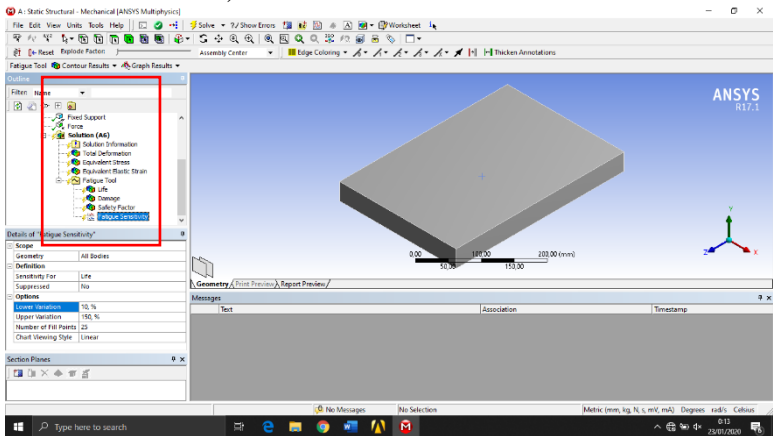 A : Static Structural - Mechanical [ANSYS Multiphysics]
File Edit View Units Tools Help Solve ?/ Show Errors Worksheet
Reset Explode Factor: Assembly Center Edge Coloring Thicken Annotations
Fatigue Tool Contour Results Graph Results
Outline
Filter: Name
Fixed Support
Force
Solution (A6)
Solution Information
Total Deformation
Equivalent Stress
Equivalent Elastic Strain
Fatigue Tool
Life
Damage
Safety Factor
Fatigue Sensitivity
ANSYS
R17.1
Y
Z X
0,00 100,00 200,00 (mm)
50,00 150,00
Details of "Fatigue Sensitivity"
Scope
Geometry All Bodies
Definition
Sensitivity For Life
Suppressed No
Options
Lower Variation 10, %
Upper Variation 150, %
Number of Fill Points 25
Chart Viewing Style Linear
Geometry Print Preview Report Preview
Messages
Text Association Timestamp
Section Planes
No Messages No Selection Metric (mm, kg, N, s, mV, mA) Degrees rad/s Celsius
Type here to search
0:13
23/01/2020